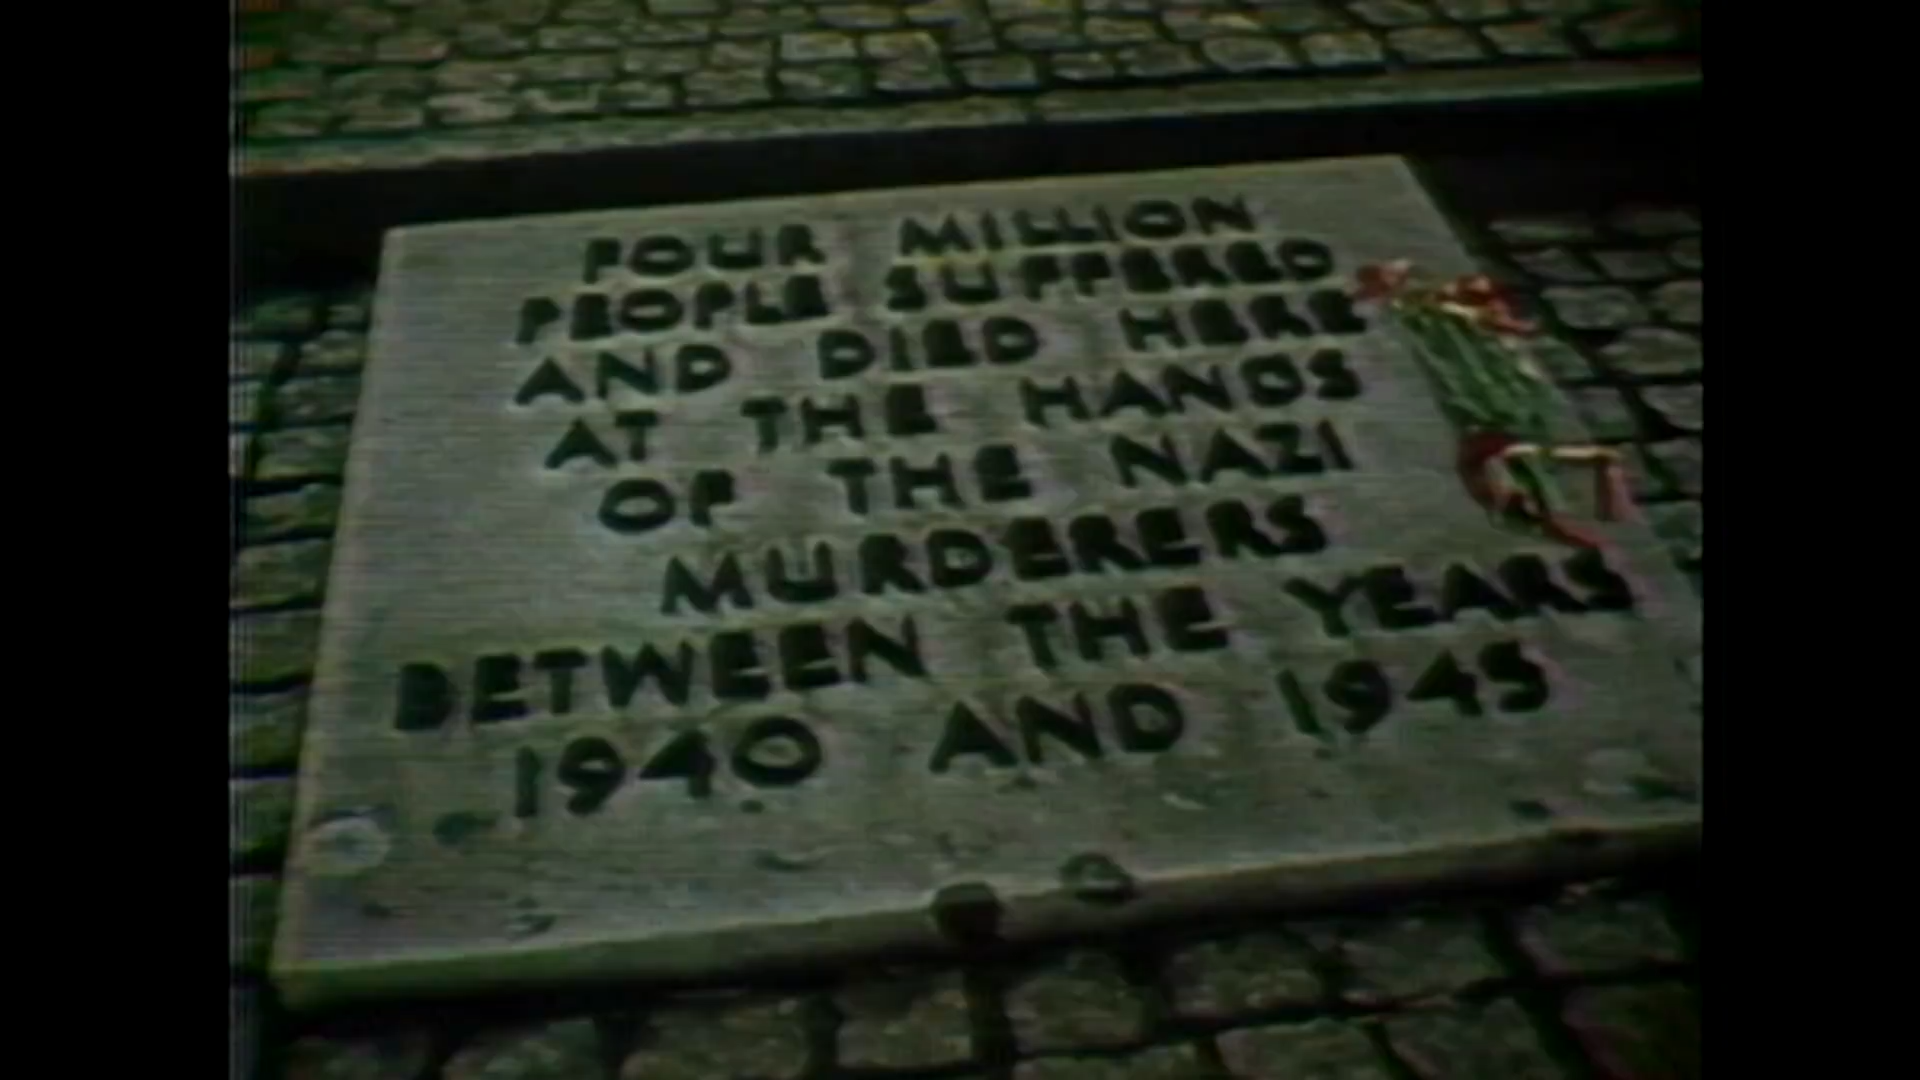 FOUR MILLION
PEOPLE SUFFERED
AND DIED HERE
AT THE HANDS
OF THE NAZI
MURDERERS
BETWEEN THE YEARS
1940 AND 1945